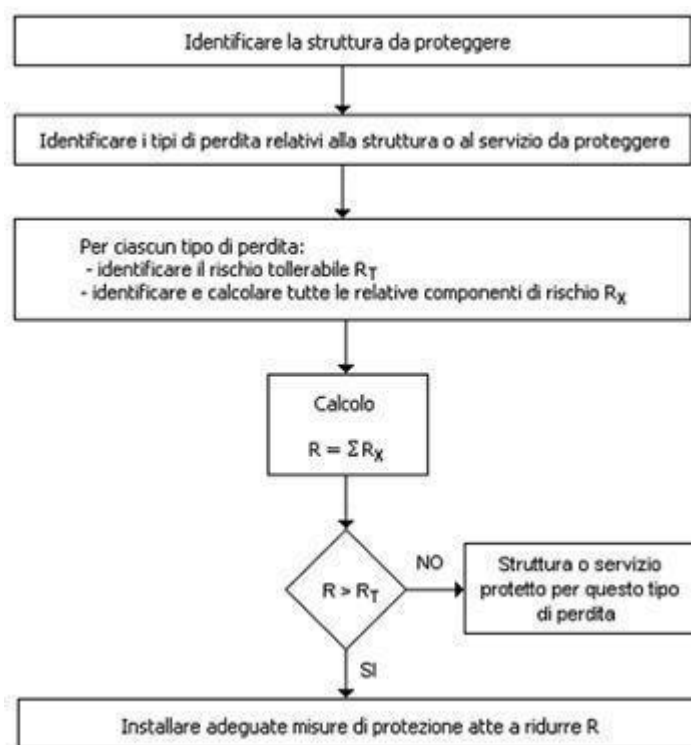 Identificare la struttura da proteggere
Identificare i tipi di perdita relativi alla struttura o al servizio da proteggere
Per ciascun tipo di perdita:
- identificare il rischio tollerabile RT
- identificare e calcolare tutte le relative componenti di rischio RX
Calcolo
R = ΣRX
R > RT
NO
Struttura o servizio
protetto per questo tipo
di perdita
SI
Installare adeguate misure di protezione atte a ridurre R